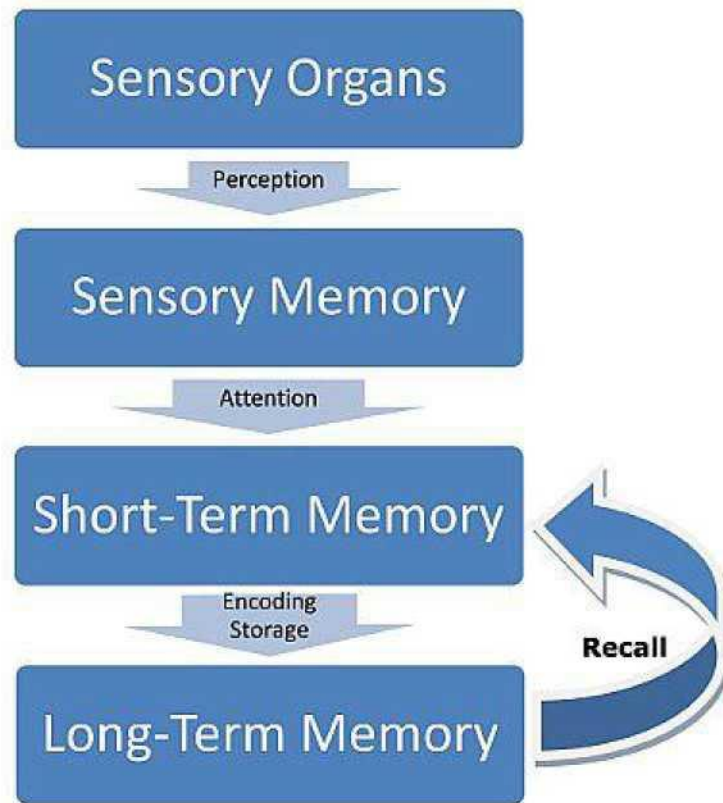 Sensory Organs
Perception
Sensory Memory
Attention
Short-Term Memory
Encoding
Storage
Recall
Long-Term Memory